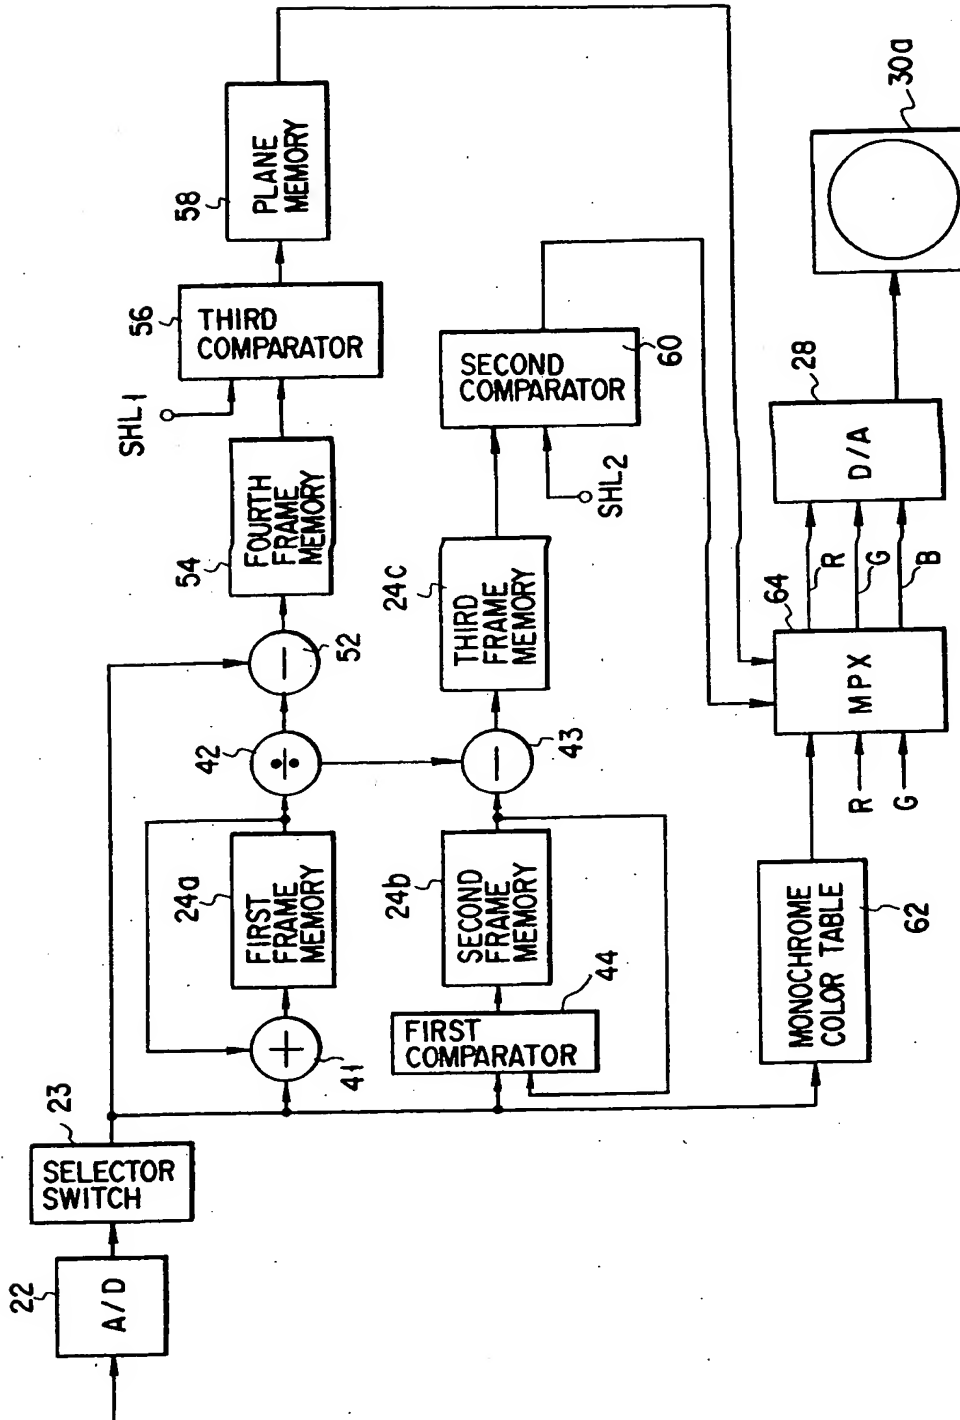 22
A/D
23
SELECTOR
SWITCH
41
+
24a
FIRST
FRAME
MEMORY
42
÷
52
−
54
FOURTH
FRAME
MEMORY
SHL1
56
THIRD
COMPARATOR
58
PLANE
MEMORY
44
FIRST
COMPARATOR
24b
SECOND
FRAME
MEMORY
43
−
24c
THIRD
FRAME
MEMORY
SHL2
SECOND
COMPARATOR
60
MONOCHROME
COLOR TABLE
62
R
G
64
MPX
R
G
B
28
D/A
30a